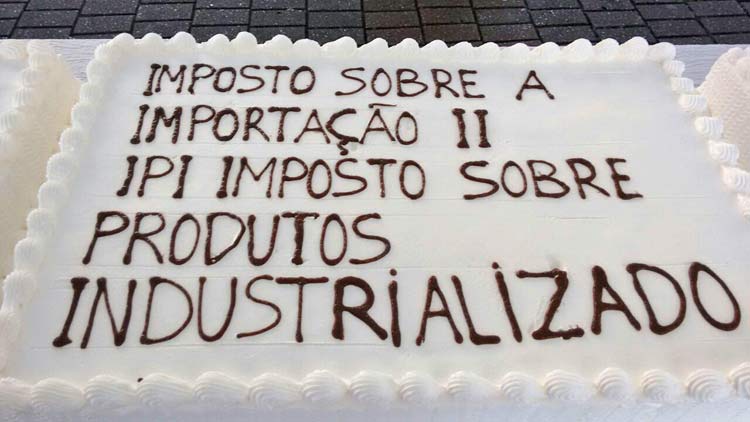 IMPOSTO SOBRE A
IMPORTAÇÃO II
IPI IMPOSTO SOBRE
PRODUTOS
INDUSTRIALIZADO